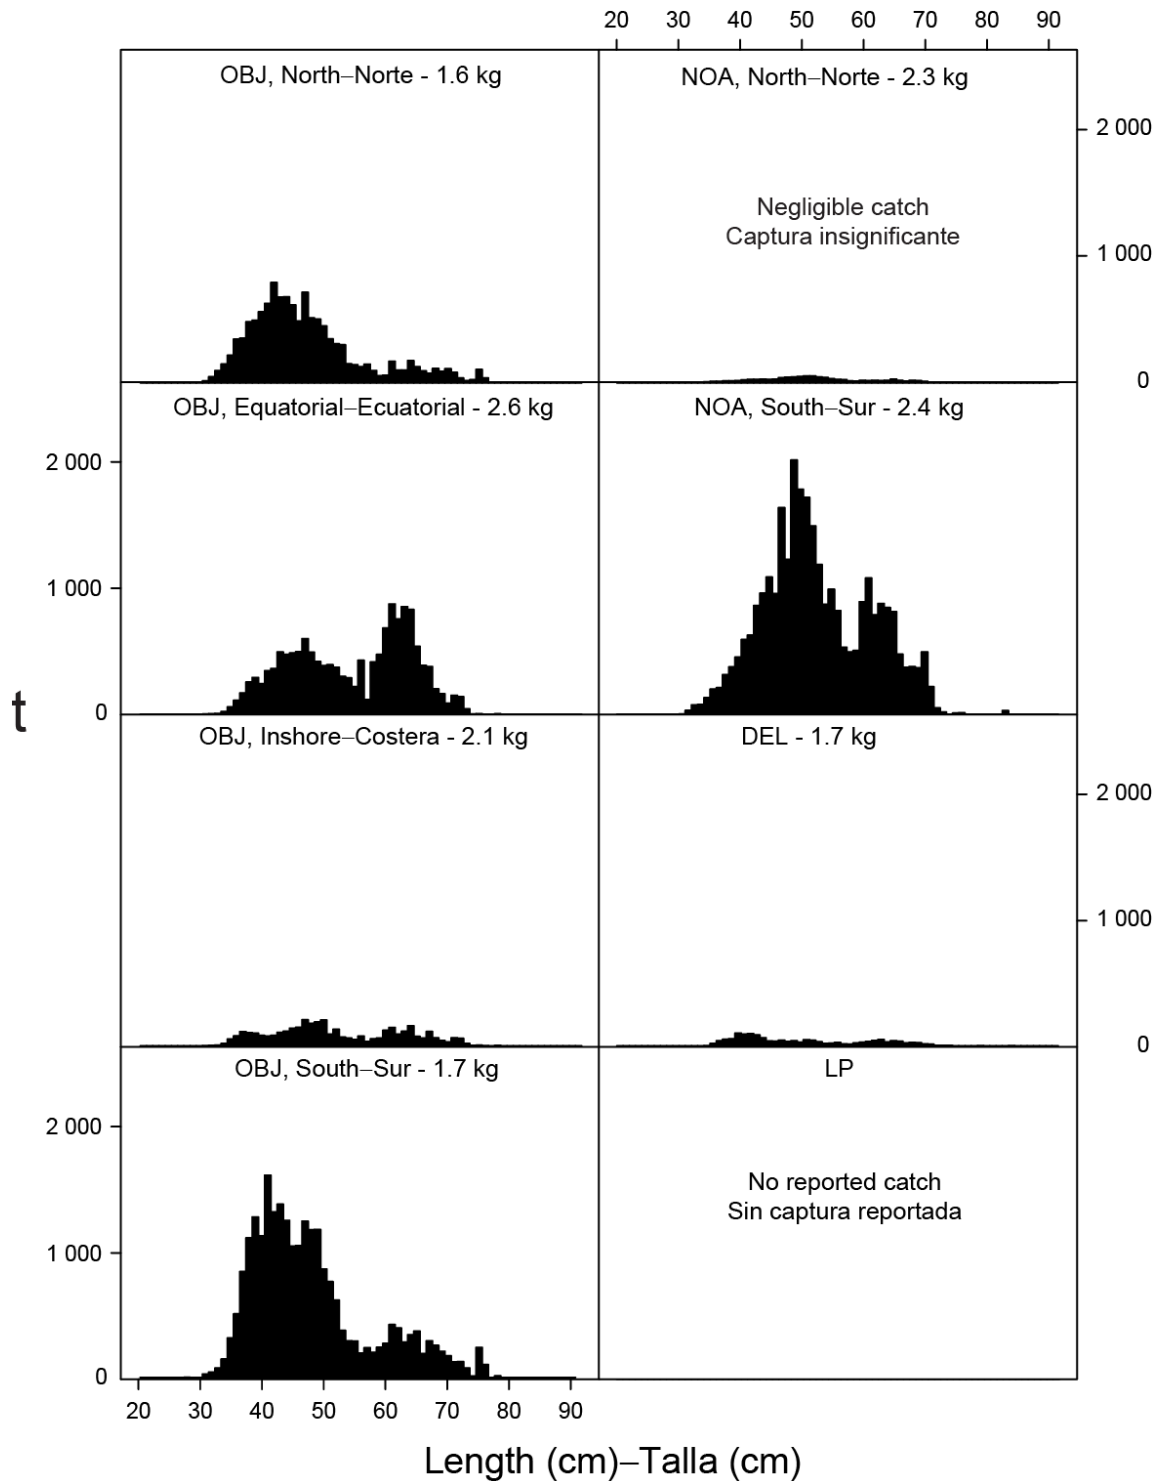 20 30 40 50 60 70 80 90
OBJ, North–Norte - 1.6 kg
NOA, North–Norte - 2.3 kg
2 000
Negligible catch
Captura insignificante
1 000
0
OBJ, Equatorial–Ecuatorial - 2.6 kg
NOA, South–Sur - 2.4 kg
2 000
1 000
0
t
OBJ, Inshore–Costera - 2.1 kg
DEL - 1.7 kg
2 000
1 000
0
OBJ, South–Sur - 1.7 kg
LP
2 000
No reported catch
Sin captura reportada
1 000
0
20 30 40 50 60 70 80 90
Length (cm)–Talla (cm)